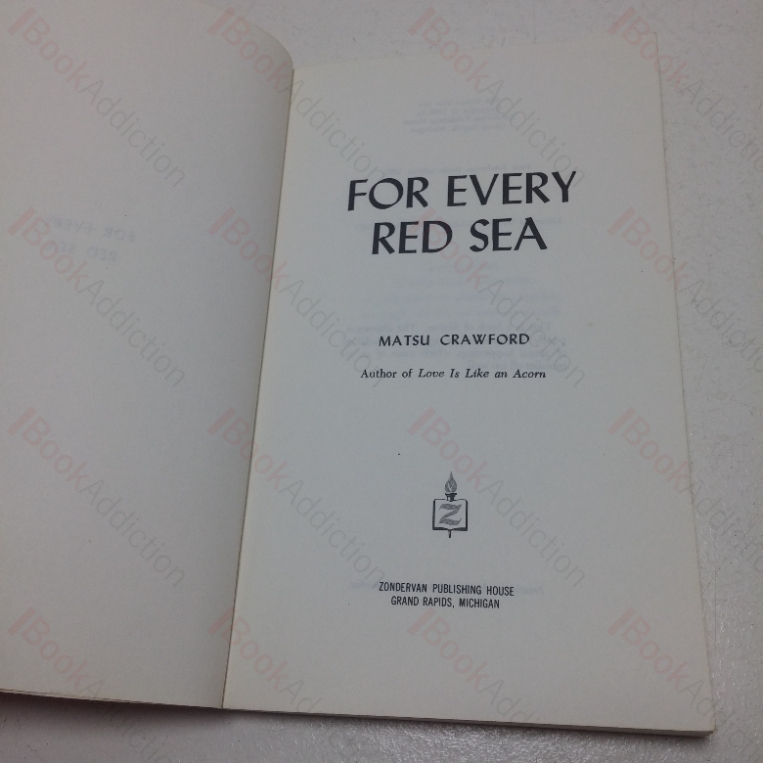 FOR EVERY
RED SEA
MATSU CRAWFORD
Author of Love Is Like an Acorn
Z
ZONDERVAN PUBLISHING HOUSE
GRAND RAPIDS, MICHIGAN
BookAddiction